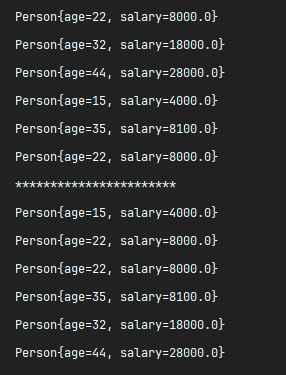 Person{age=22, salary=8000.0}
Person{age=32, salary=18000.0}
Person{age=44, salary=28000.0}
Person{age=15, salary=4000.0}
Person{age=35, salary=8100.0}
Person{age=22, salary=8000.0}
***********************
Person{age=15, salary=4000.0}
Person{age=22, salary=8000.0}
Person{age=22, salary=8000.0}
Person{age=35, salary=8100.0}
Person{age=32, salary=18000.0}
Person{age=44, salary=28000.0}